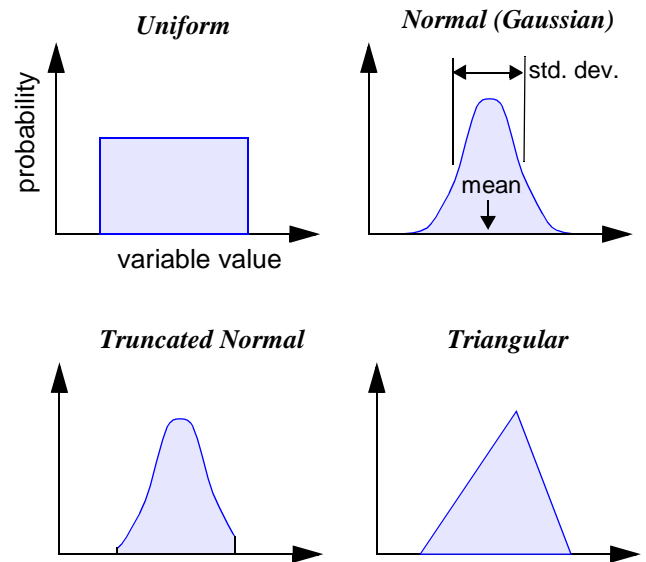 Uniform
Normal (Gaussian)
probability
variable value
std. dev.
mean
Truncated Normal
Triangular